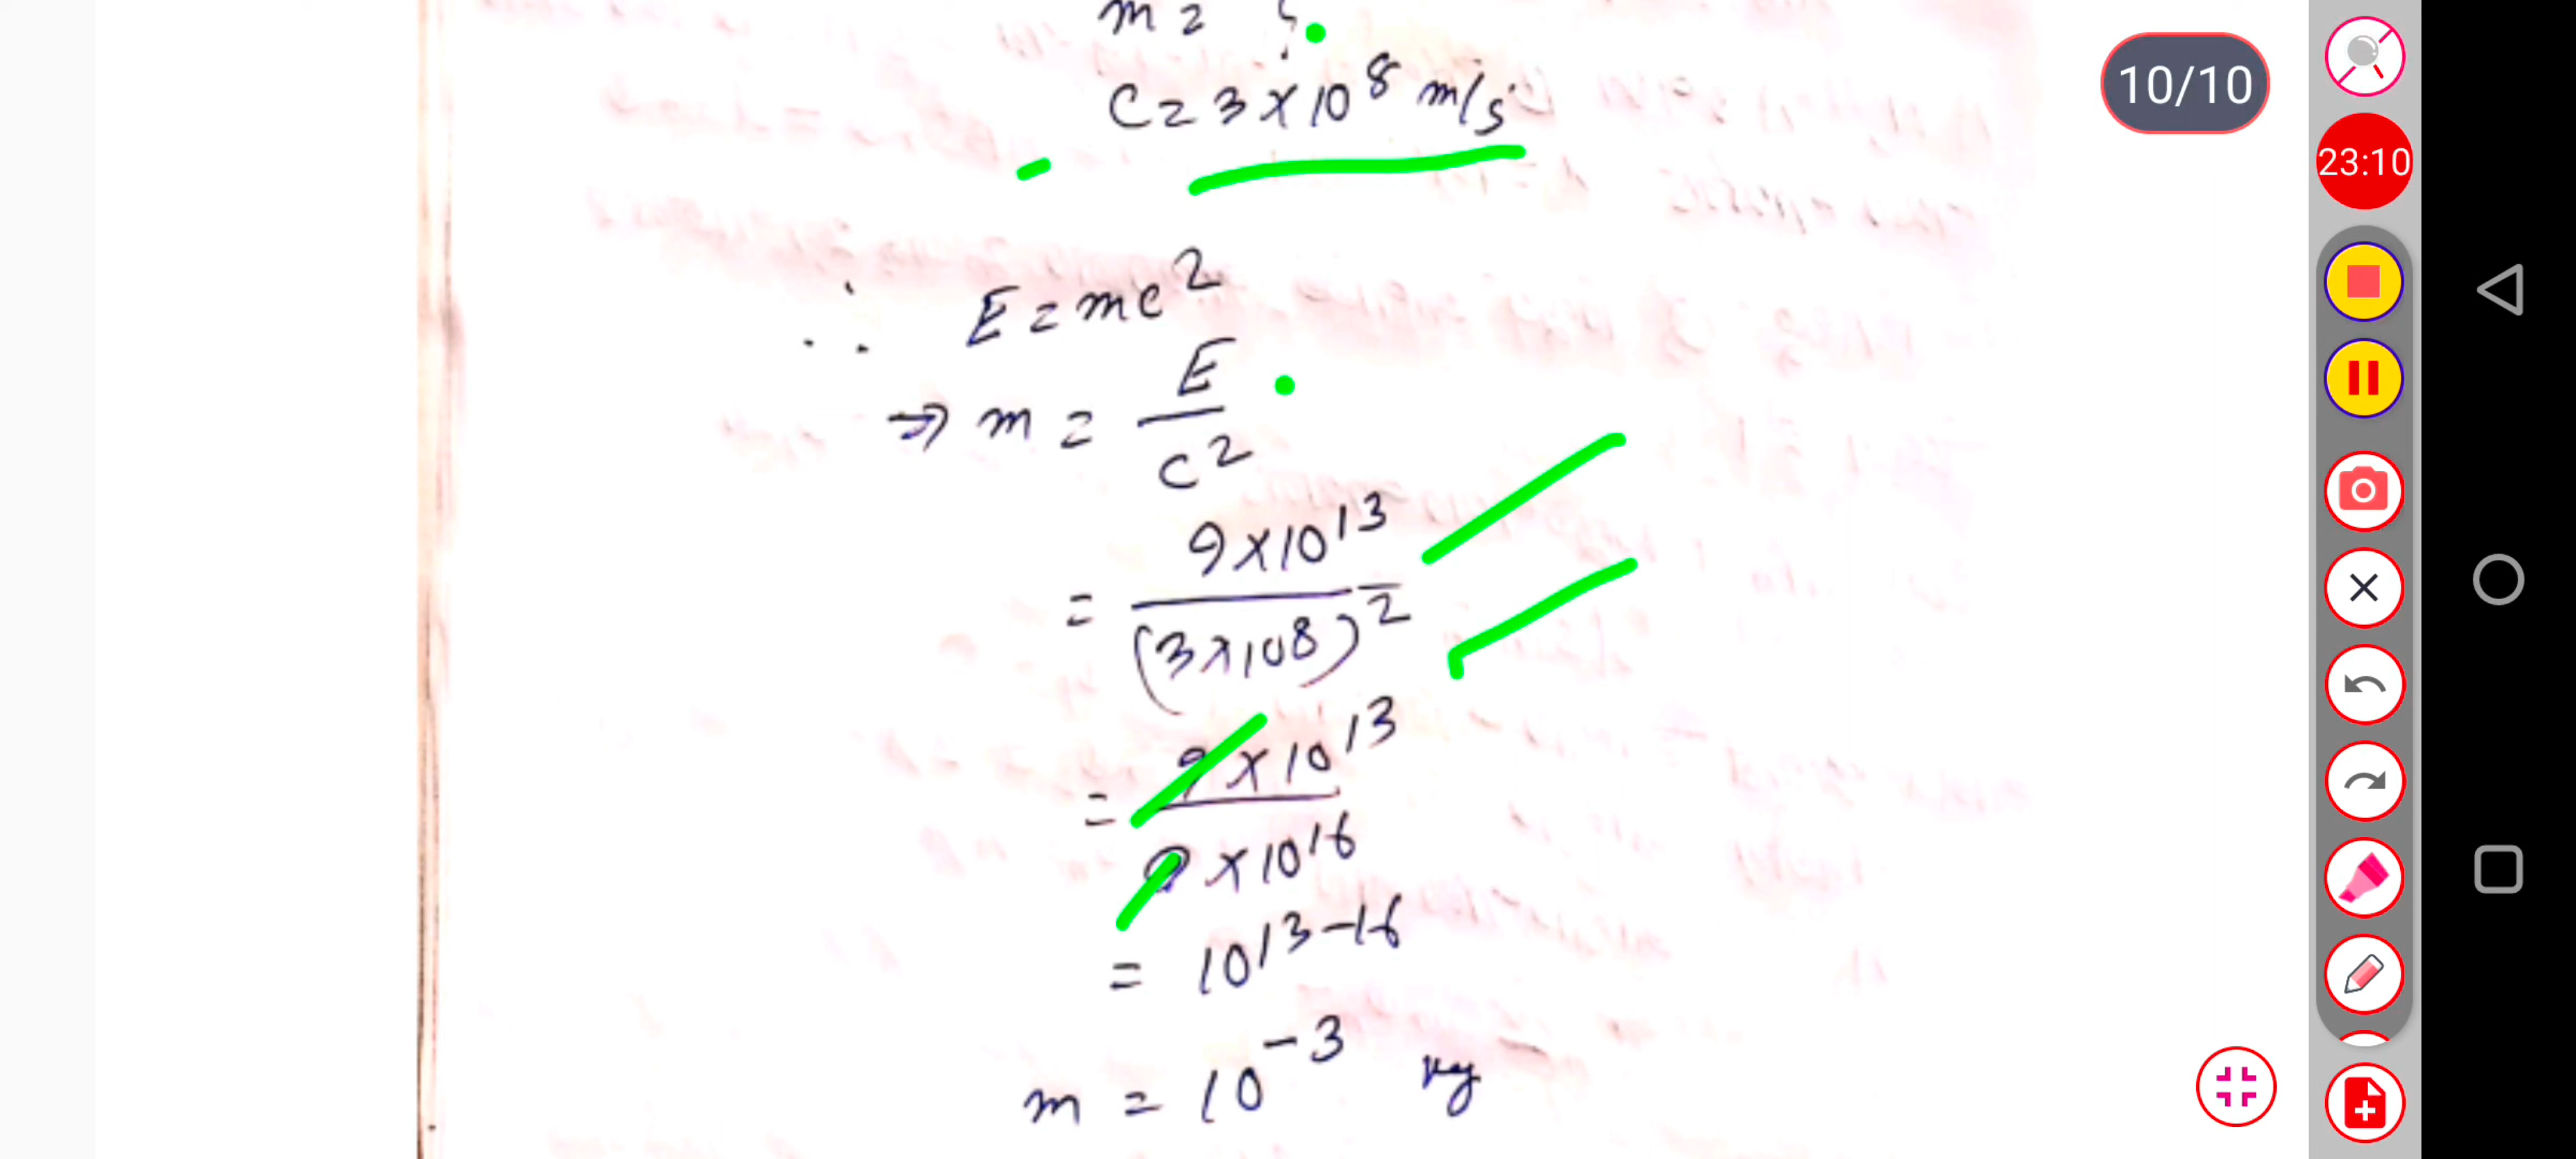 m = ?
C = 3 × 10⁸ m/s
10/10
23:10
∴ E = mc²
⇒ m = E / c²
= 9×10¹³ / (3×10⁸)²
= 9×10¹³ / 9×10¹⁶
= 10¹³⁻¹⁶
m = 10⁻³ kg